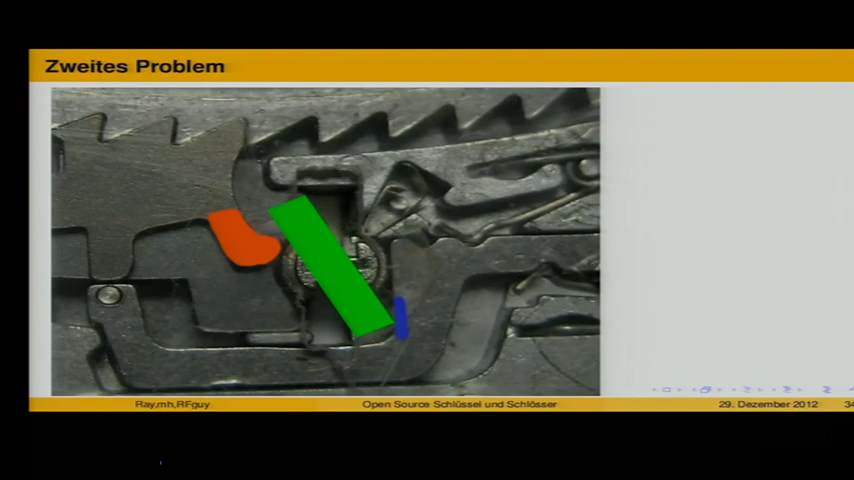 Zweites Problem
Ray,mh,RFguy
Open Source Schlüssel und Schlösser
29. Dezember 2012
34